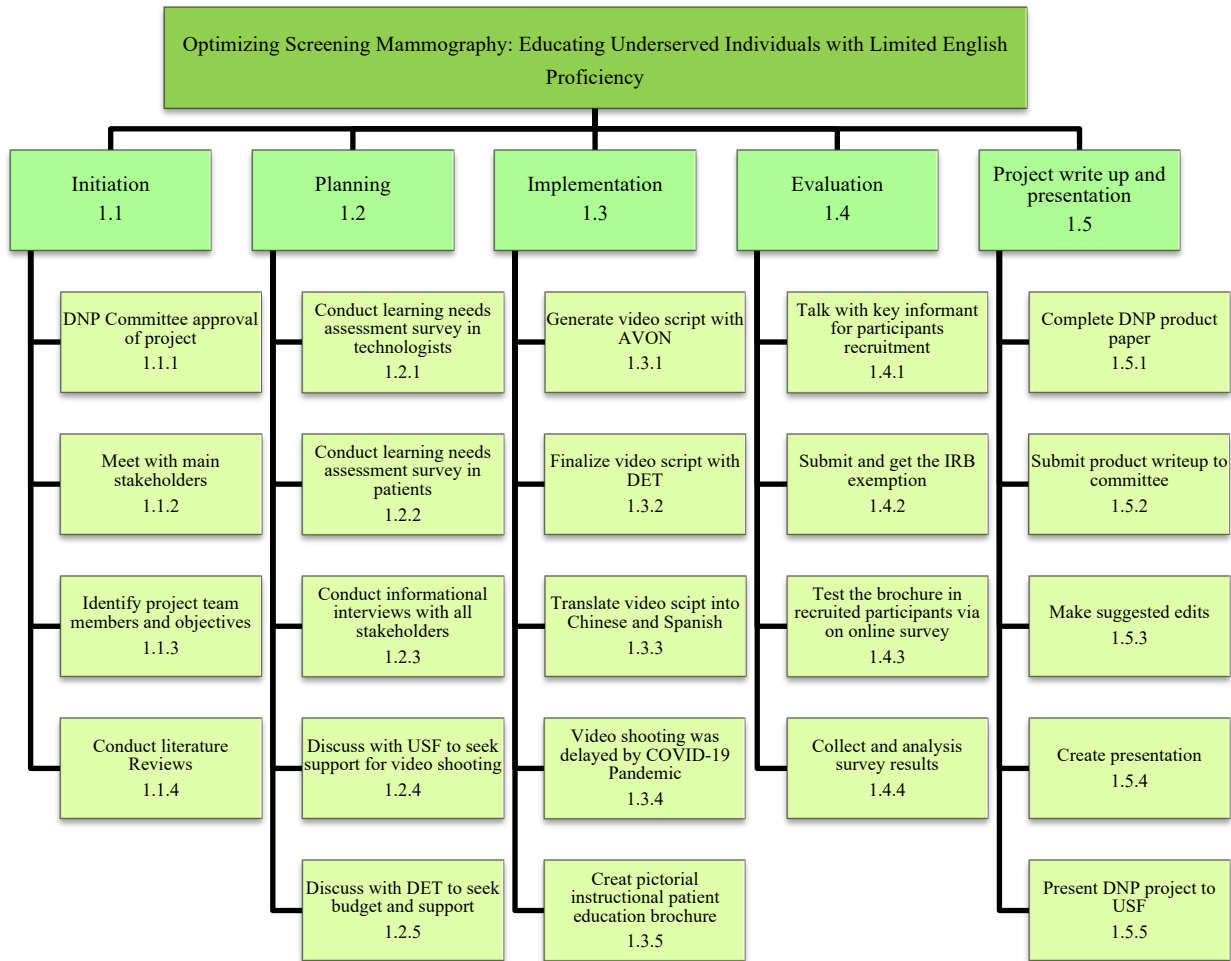 Optimizing Screening Mammography: Educating Underserved Individuals with Limited English
Proficiency
Initiation
1.1
DNP Committee approval
of project
1.1.1
Meet with main
stakeholders
1.1.2
Identify project team
members and objectives
1.1.3
Conduct literature
Reviews
1.1.4
Planning
1.2
Conduct learning needs
assessment survey in
technologists
1.2.1
Conduct learning needs
assessment survey in
patients
1.2.2
Conduct informational
interviews with all
stakeholders
1.2.3
Discuss with USF to seek
support for video shooting
1.2.4
Discuss with DET to seek
budget and support
1.2.5
Implementation
1.3
Generate video script with
AVON
1.3.1
Finalize video script with
DET
1.3.2
Translate video scipt into
Chinese and Spanish
1.3.3
Video shooting was
delayed by COVID-19
Pandemic
1.3.4
Creat pictorial
instructional patient
education brochure
1.3.5
Evaluation
1.4
Talk with key informant
for participants
recruitment
1.4.1
Submit and get the IRB
exemption
1.4.2
Test the brochure in
recruited participants via
on online survey
1.4.3
Collect and analysis
survey results
1.4.4
Project write up and
presentation
1.5
Complete DNP product
paper
1.5.1
Submit product writeup to
committee
1.5.2
Make suggested edits
1.5.3
Create presentation
1.5.4
Present DNP project to
USF
1.5.5